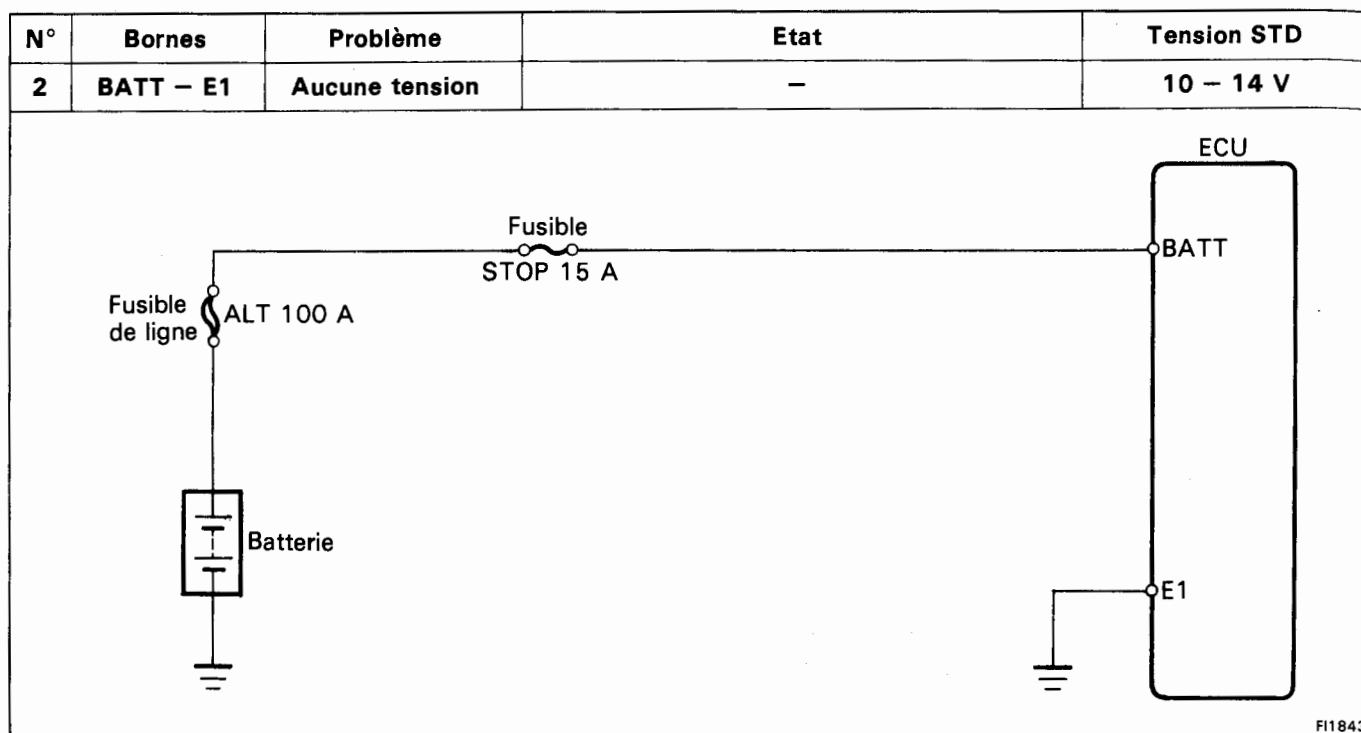 N° Bornes Problème Etat Tension STD
2 BATT – E1 Aucune tension – 10 – 14 V
ECU
Fusible
BATT
STOP 15 A
Fusible
de ligne
ALT 100 A
Batterie
E1
FI1843